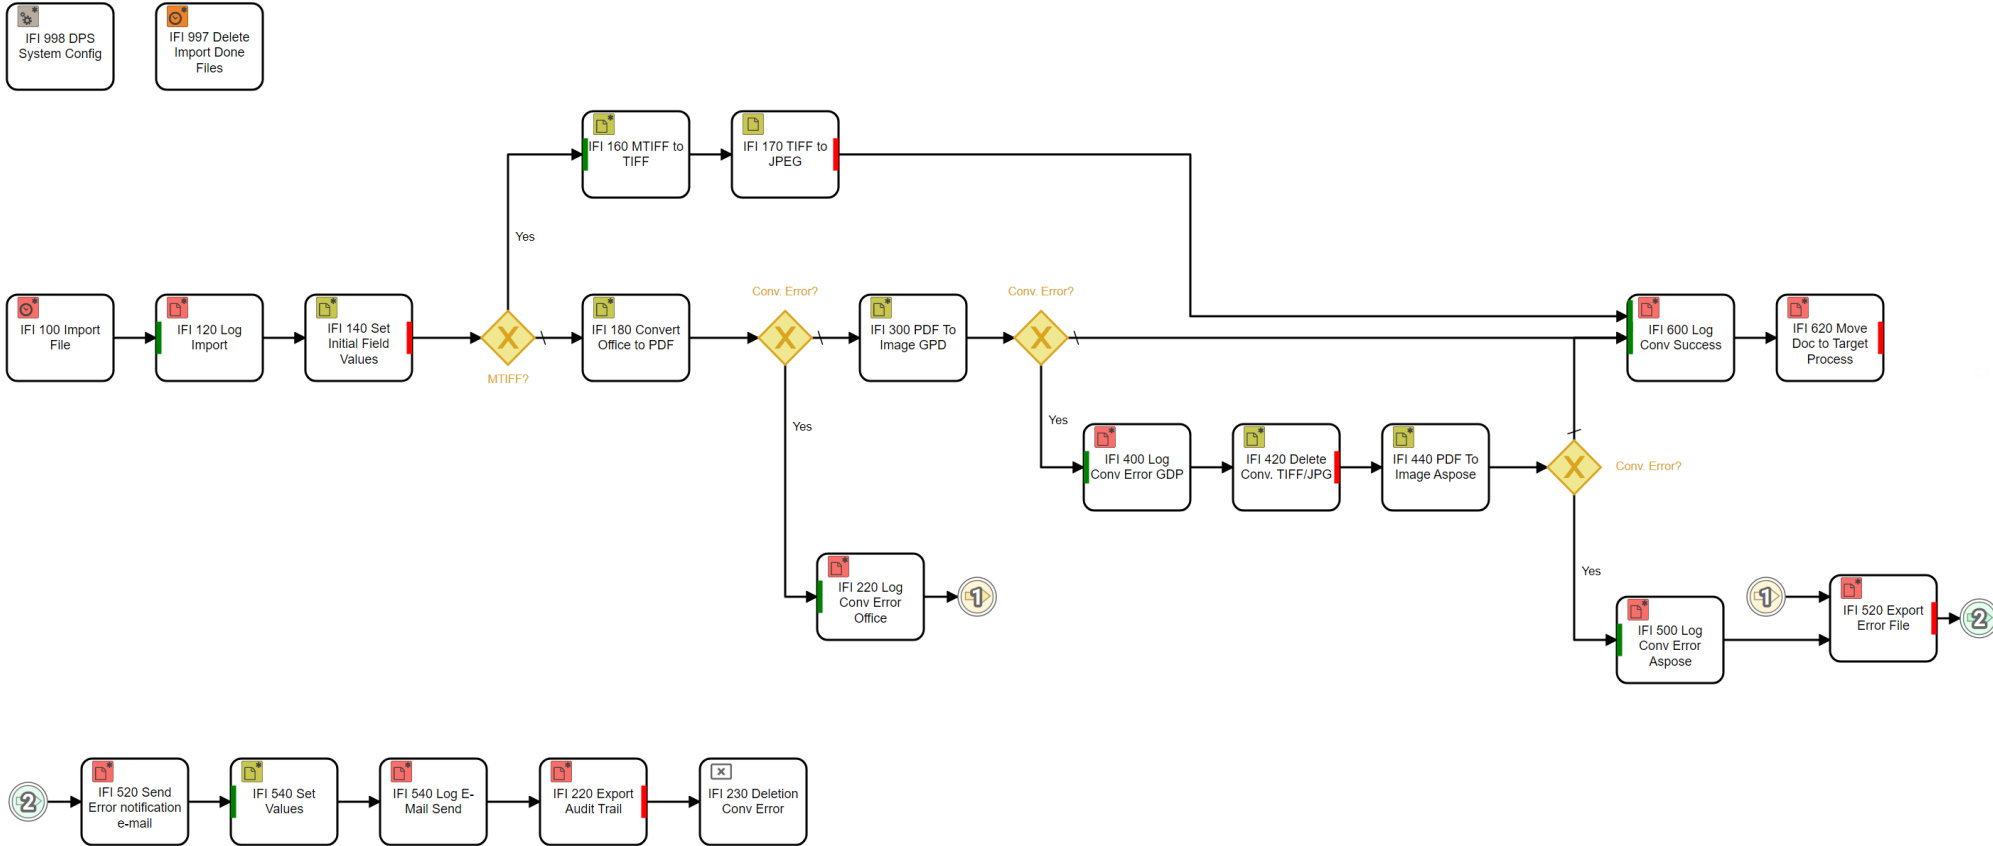 IFI 998 DPS
System Config
IFI 997 Delete
Import Done
Files
IFI 160 MTIFF to
TIFF
IFI 170 TIFF to
JPEG
Yes
IFI 100 Import
File
IFI 120 Log
Import
IFI 140 Set
Initial Field
Values
X
MTIFF?
IFI 180 Convert
Office to PDF
Conv. Error?
X
IFI 300 PDF To
Image GPD
Conv. Error?
X
IFI 600 Log
Conv Success
IFI 620 Move
Doc to Target
Process
Yes
Yes
IFI 400 Log
Conv Error GDP
IFI 420 Delete
Conv. TIFF/JPG
IFI 440 PDF To
Image Aspose
X
Conv. Error?
Yes
IFI 220 Log
Conv Error
Office
1
IFI 500 Log
Conv Error
Aspose
1
IFI 520 Export
Error File
2
2
IFI 520 Send
Error notification
e-mail
IFI 540 Set
Values
IFI 540 Log E-
Mail Send
IFI 220 Export
Audit Trail
IFI 230 Deletion
Conv Error